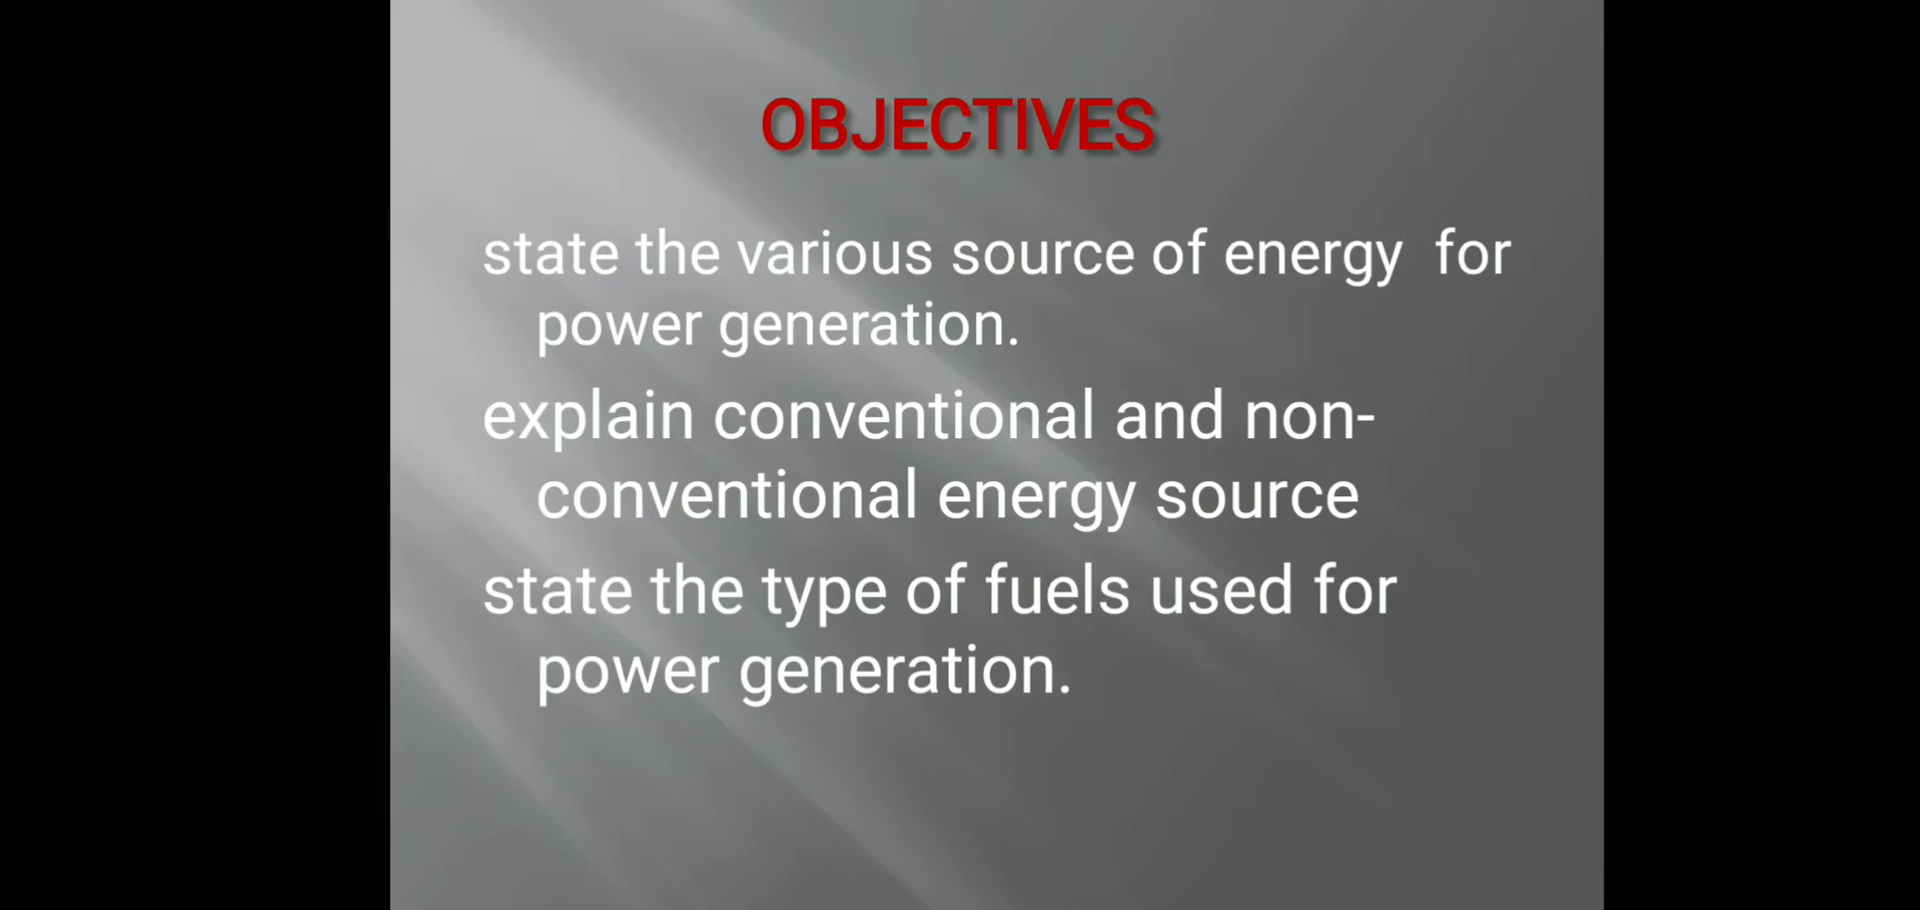 OBJECTIVES
state the various source of energy for
power generation.
explain conventional and non-
conventional energy source
state the type of fuels used for
power generation.